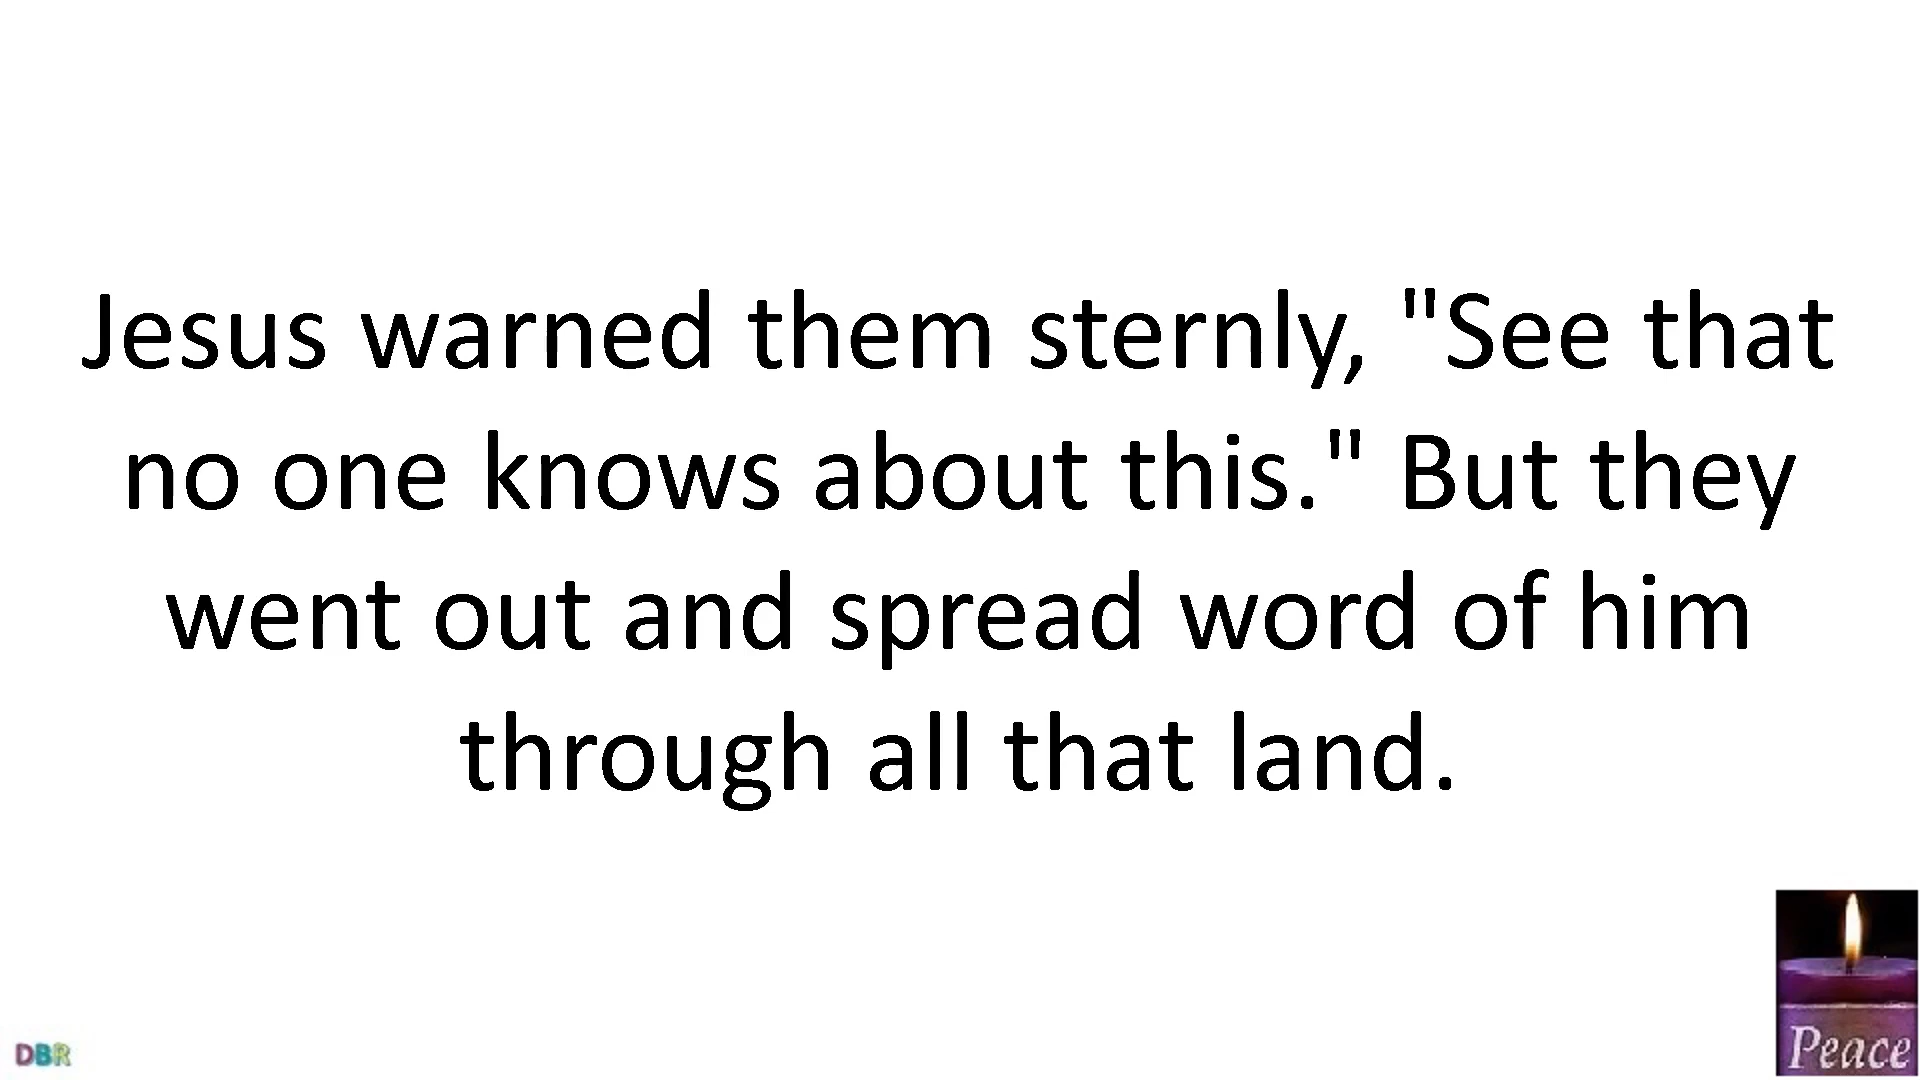 Jesus warned them sternly, "See that
no one knows about this." But they
went out and spread word of him
through all that land.
Peace
DBR